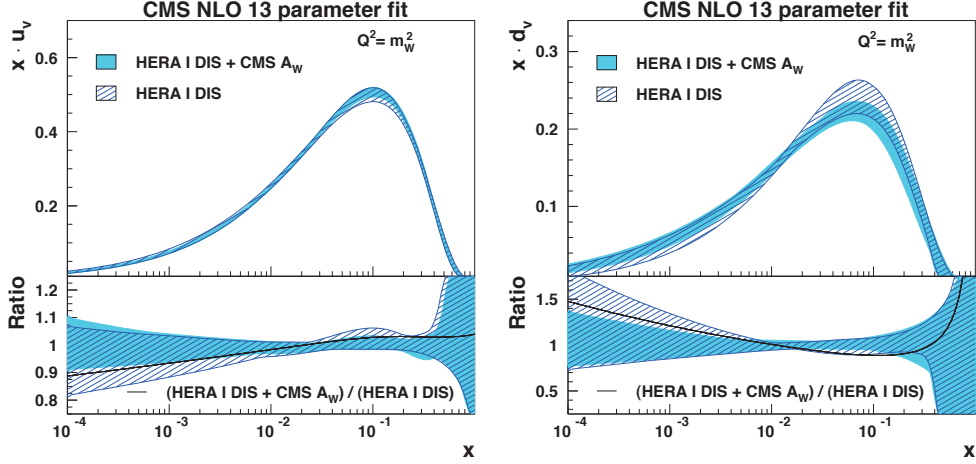 CMS NLO 13 parameter fit
x · u_v
Q² = m_W²
HERA I DIS + CMS A_W
HERA I DIS
0.6
0.4
0.2
Ratio
1.2
1.1
1
0.9
0.8
(HERA I DIS + CMS A_W) / (HERA I DIS)
10⁻⁴ 10⁻³ 10⁻² 10⁻¹ 1
x
CMS NLO 13 parameter fit
x · d_v
Q² = m_W²
HERA I DIS + CMS A_W
HERA I DIS
0.3
0.2
0.1
Ratio
1.5
1
0.5
(HERA I DIS + CMS A_W) / (HERA I DIS)
10⁻⁴ 10⁻³ 10⁻² 10⁻¹ 1
x